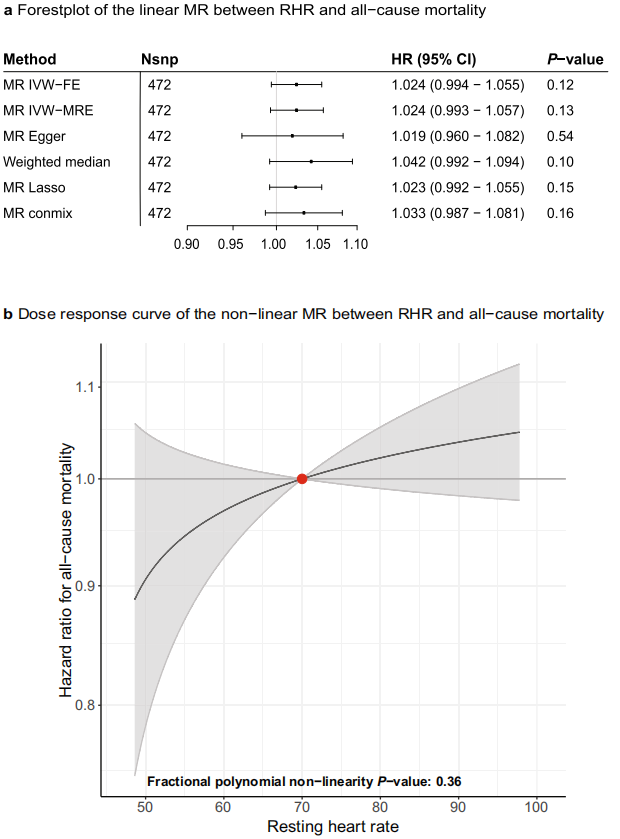 a Forestplot of the linear MR between RHR and all−cause mortality
Method Nsnp HR (95% CI) P−value
MR IVW−FE 472 1.024 (0.994 − 1.055) 0.12
MR IVW−MRE 472 1.024 (0.993 − 1.057) 0.13
MR Egger 472 1.019 (0.960 − 1.082) 0.54
Weighted median 472 1.042 (0.992 − 1.094) 0.10
MR Lasso 472 1.023 (0.992 − 1.055) 0.15
MR conmix 472 1.033 (0.987 − 1.081) 0.16
0.90 0.95 1.00 1.05 1.10
b Dose response curve of the non−linear MR between RHR and all−cause mortality
Hazard ratio for all−cause mortality
1.1
1.0
0.9
0.8
Fractional polynomial non−linearity P−value: 0.36
50 60 70 80 90 100
Resting heart rate